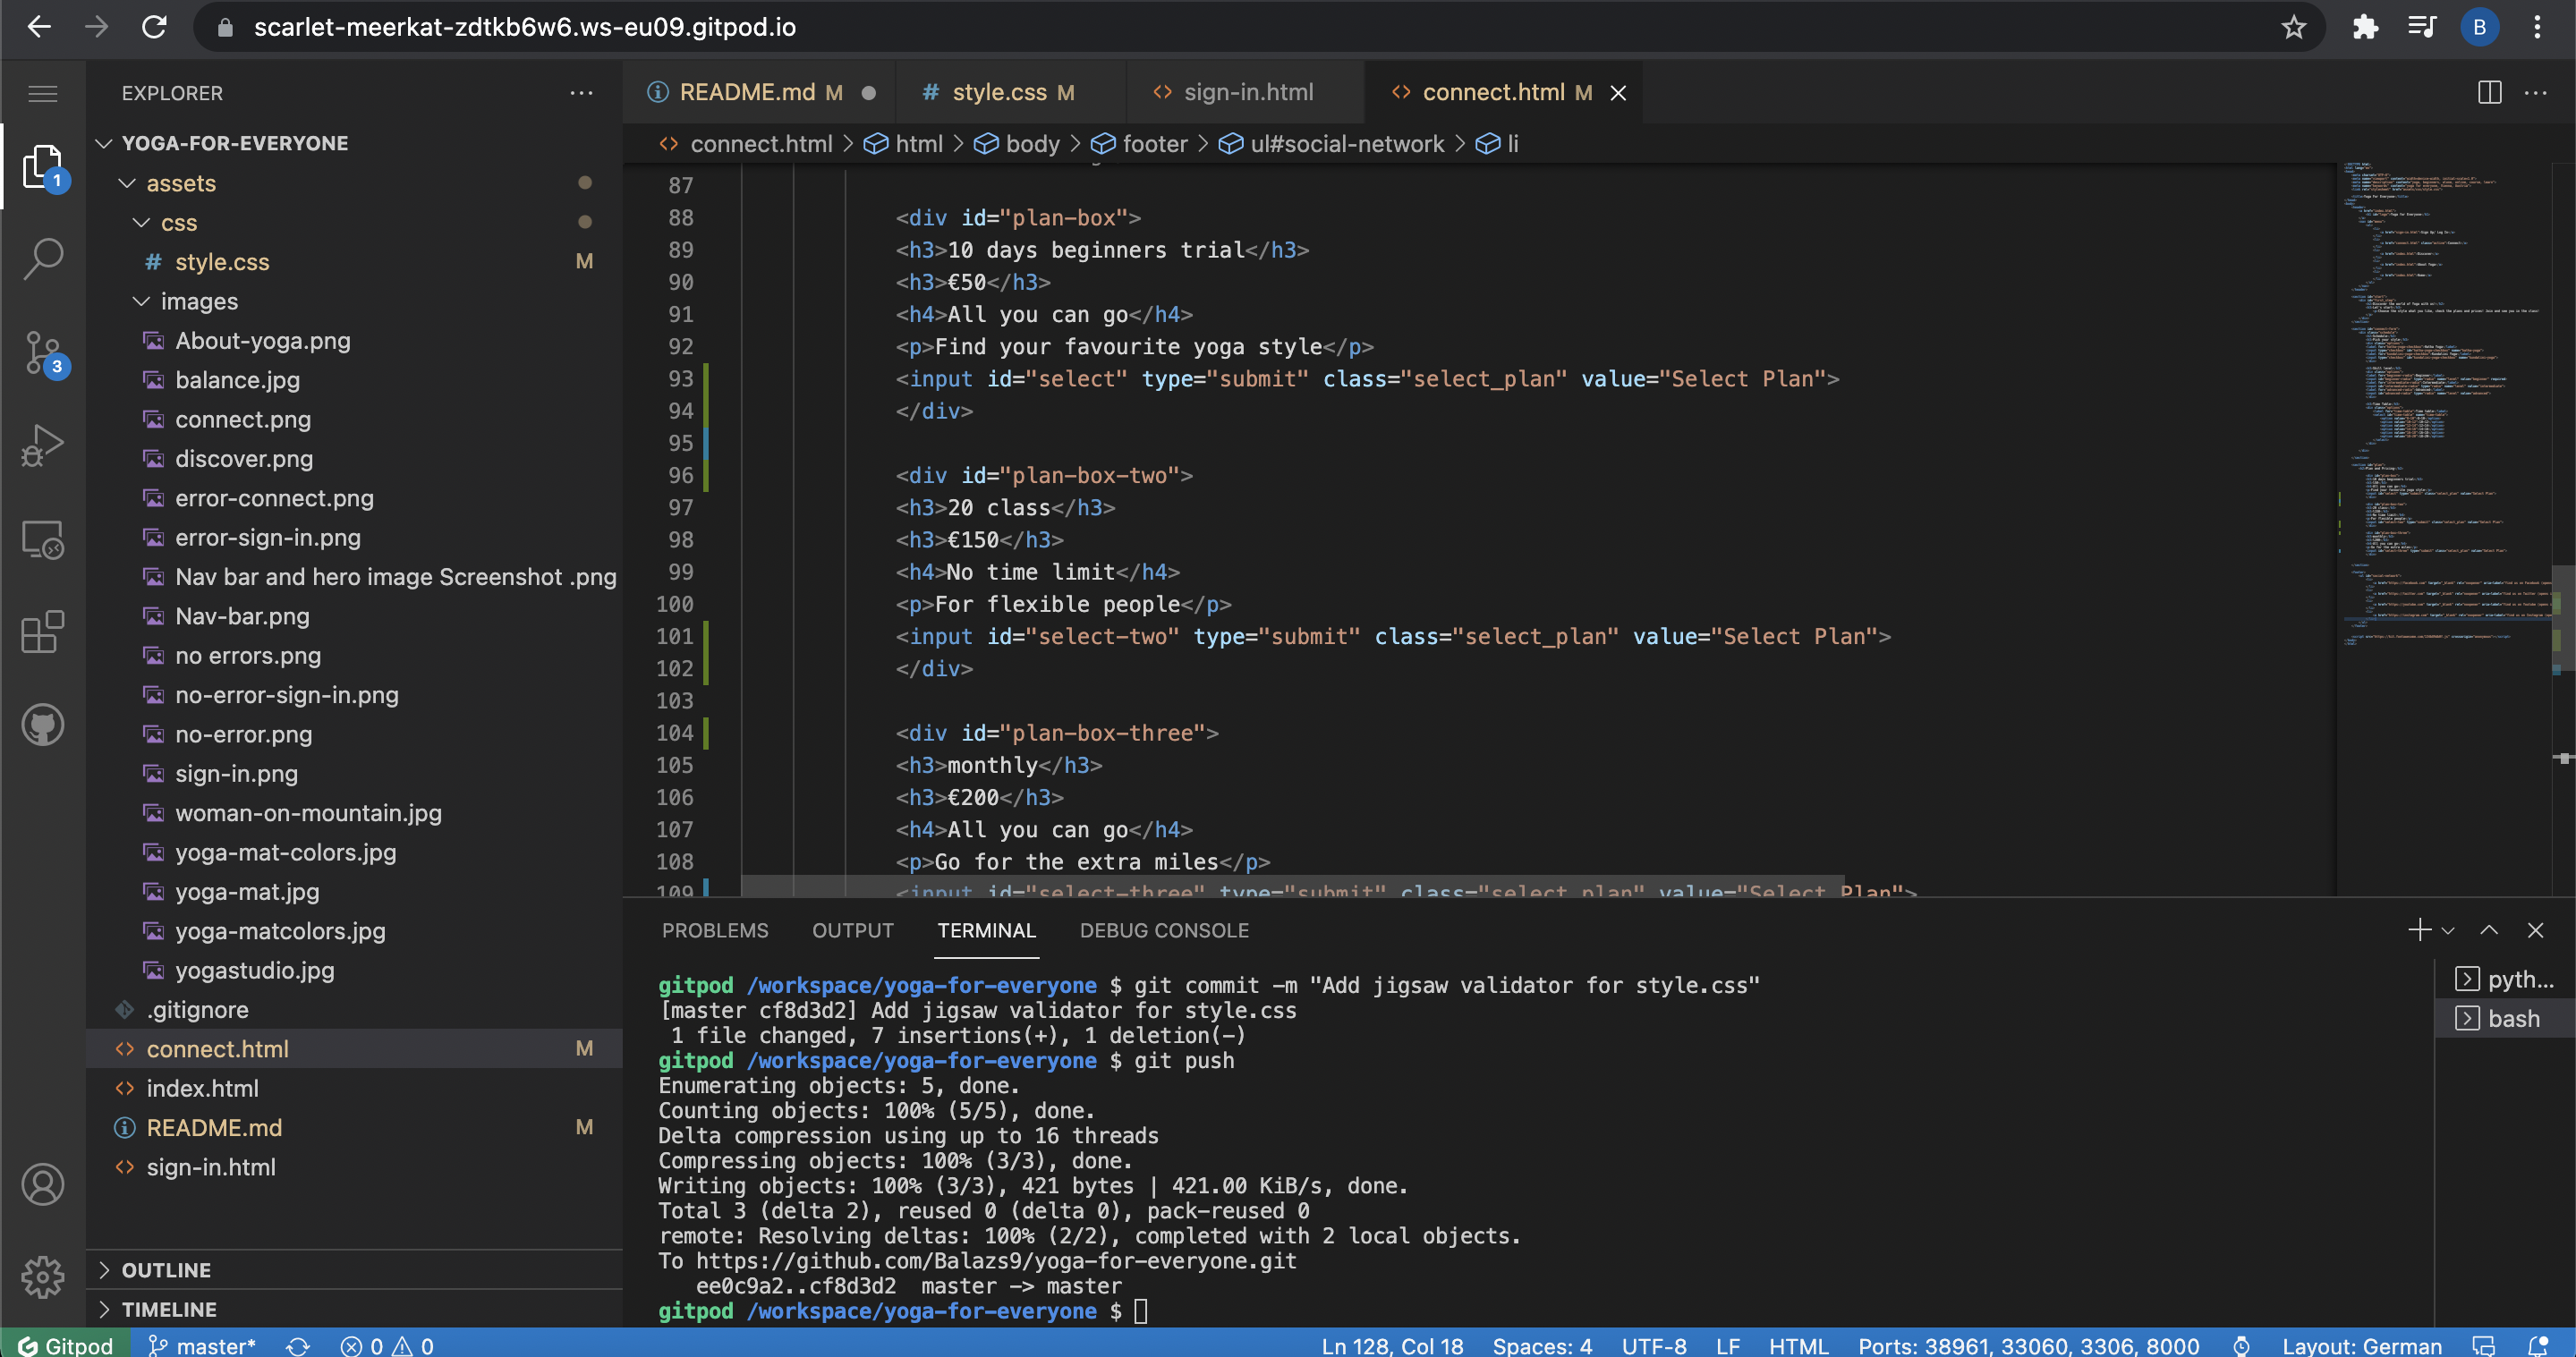 scarlet-meerkat-zdtkb6w6.ws-eu09.gitpod.io
B
EXPLORER
YOGA-FOR-EVERYONE
assets
css
# style.css M
images
About-yoga.png
balance.jpg
connect.png
discover.png
error-connect.png
error-sign-in.png
Nav bar and hero image Screenshot .png
Nav-bar.png
no errors.png
no-error-sign-in.png
no-error.png
sign-in.png
woman-on-mountain.jpg
yoga-mat-colors.jpg
yoga-mat.jpg
yoga-matcolors.jpg
yogastudio.jpg
.gitignore
connect.html M
index.html
README.md M
sign-in.html
OUTLINE
TIMELINE
1
3
README.md M
# style.css M
sign-in.html
connect.html M
connect.html > html > body > footer > ul#social-network > li
87
88 <div id="plan-box">
89 <h3>10 days beginners trial</h3>
90 <h3>€50</h3>
91 <h4>All you can go</h4>
92 <p>Find your favourite yoga style</p>
93 <input id="select" type="submit" class="select_plan" value="Select Plan">
94 </div>
95
96 <div id="plan-box-two">
97 <h3>20 class</h3>
98 <h3>€150</h3>
99 <h4>No time limit</h4>
100 <p>For flexible people</p>
101 <input id="select-two" type="submit" class="select_plan" value="Select Plan">
102 </div>
103
104 <div id="plan-box-three">
105 <h3>monthly</h3>
106 <h3>€200</h3>
107 <h4>All you can go</h4>
108 <p>Go for the extra miles</p>
109 <input id="select-three" type="submit" class="select_plan" value="Select Plan">
PROBLEMS OUTPUT TERMINAL DEBUG CONSOLE
gitpod /workspace/yoga-for-everyone $ git commit -m "Add jigsaw validator for style.css"
[master cf8d3d2] Add jigsaw validator for style.css
1 file changed, 7 insertions(+), 1 deletion(-)
gitpod /workspace/yoga-for-everyone $ git push
Enumerating objects: 5, done.
Counting objects: 100% (5/5), done.
Delta compression using up to 16 threads
Compressing objects: 100% (3/3), done.
Writing objects: 100% (3/3), 421 bytes | 421.00 KiB/s, done.
Total 3 (delta 2), reused 0 (delta 0), pack-reused 0
remote: Resolving deltas: 100% (2/2), completed with 2 local objects.
To https://github.com/Balazs9/yoga-for-everyone.git
ee0c9a2..cf8d3d2 master -> master
gitpod /workspace/yoga-for-everyone $
pyth...
bash
Gitpod master* 0 0 Ln 128, Col 18 Spaces: 4 UTF-8 LF HTML Ports: 38961, 33060, 3306, 8000 Layout: German